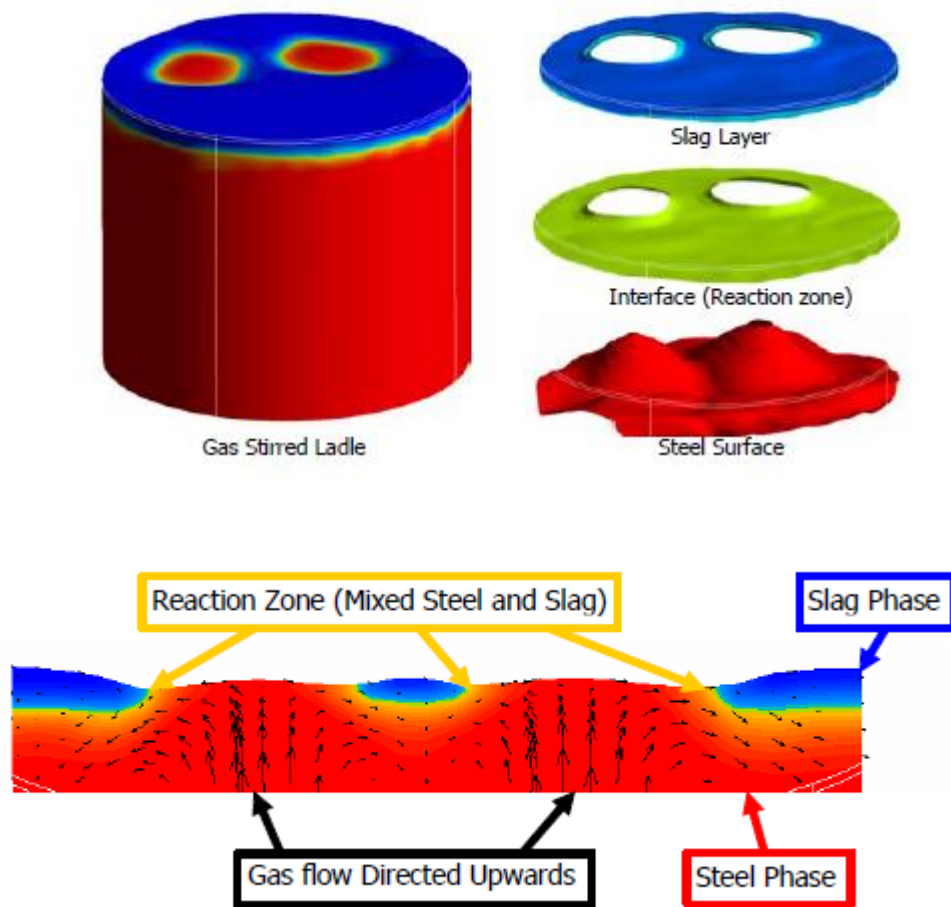 Slag Layer
Interface (Reaction zone)
Gas Stirred Ladle
Steel Surface
Reaction Zone (Mixed Steel and Slag)
Slag Phase
Gas flow Directed Upwards
Steel Phase